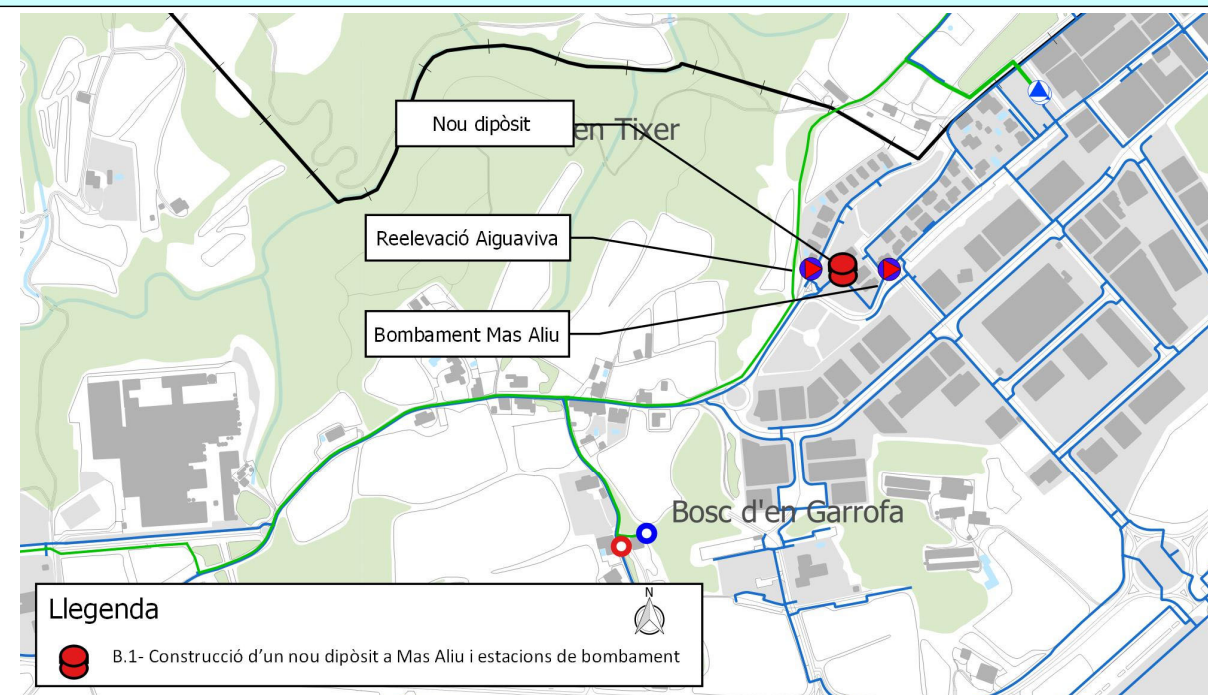 Nou dipòsit
en Tixer
Reelevació Aiguaviva
Bombament Mas Aliu
Bosc d'en Garrofa
Llegenda
N
B.1- Construcció d'un nou dipòsit a Mas Aliu i estacions de bombament